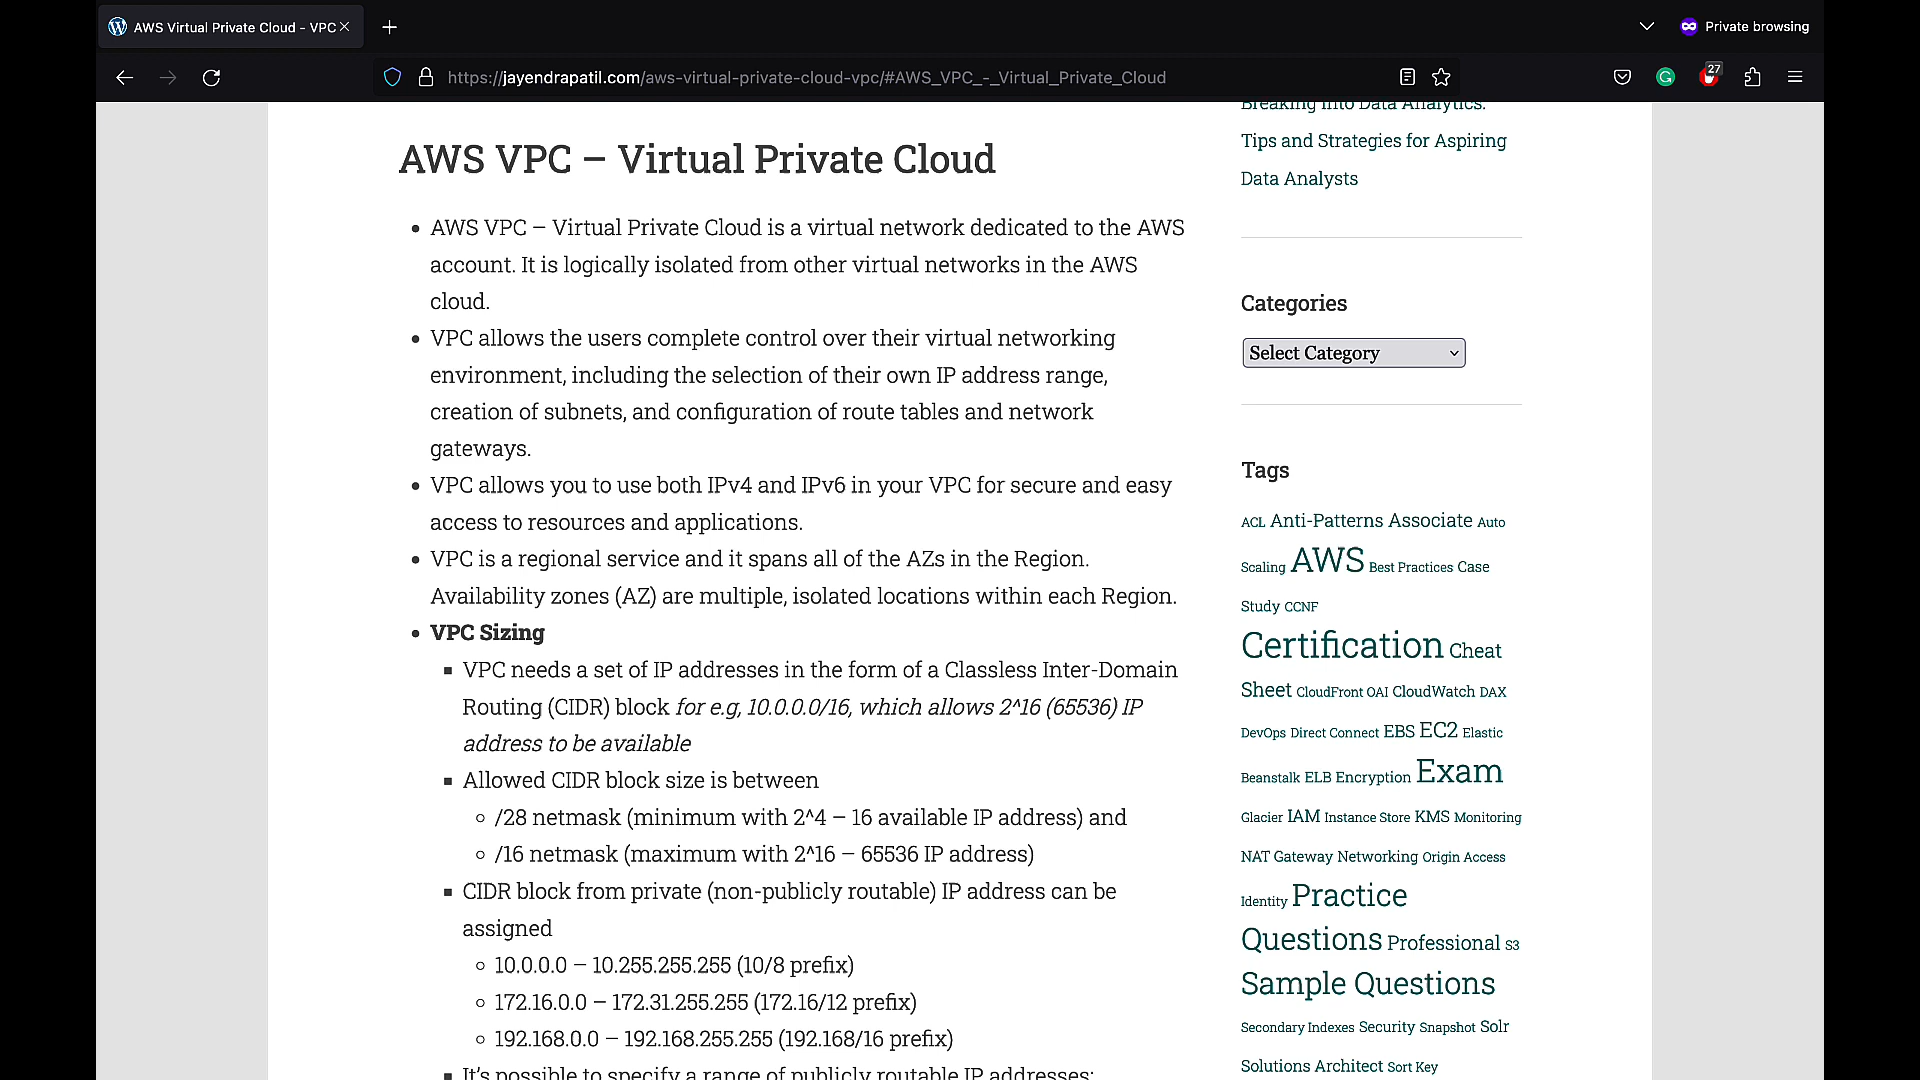 AWS Virtual Private Cloud - VPC
Private browsing
https://jayendrapatil.com/aws-virtual-private-cloud-vpc/#AWS_VPC_-_Virtual_Private_Cloud
27
AWS VPC – Virtual Private Cloud
AWS VPC – Virtual Private Cloud is a virtual network dedicated to the AWS
account. It is logically isolated from other virtual networks in the AWS
cloud.
VPC allows the users complete control over their virtual networking
environment, including the selection of their own IP address range,
creation of subnets, and configuration of route tables and network
gateways.
VPC allows you to use both IPv4 and IPv6 in your VPC for secure and easy
access to resources and applications.
VPC is a regional service and it spans all of the AZs in the Region.
Availability zones (AZ) are multiple, isolated locations within each Region.
VPC Sizing
VPC needs a set of IP addresses in the form of a Classless Inter-Domain
Routing (CIDR) block for e.g, 10.0.0.0/16, which allows 2^16 (65536) IP
address to be available
Allowed CIDR block size is between
/28 netmask (minimum with 2^4 – 16 available IP address) and
/16 netmask (maximum with 2^16 – 65536 IP address)
CIDR block from private (non-publicly routable) IP address can be
assigned
10.0.0.0 – 10.255.255.255 (10/8 prefix)
172.16.0.0 – 172.31.255.255 (172.16/12 prefix)
192.168.0.0 – 192.168.255.255 (192.168/16 prefix)
It's possible to specify a range of publicly routable IP addresses;
Breaking Into Data Analytics:
Tips and Strategies for Aspiring
Data Analysts
Categories
Select Category
Tags
ACL Anti-Patterns Associate Auto
Scaling AWS Best Practices Case
Study CCNF
Certification Cheat
Sheet CloudFront OAI CloudWatch DAX
DevOps Direct Connect EBS EC2 Elastic
Beanstalk ELB Encryption Exam
Glacier IAM Instance Store KMS Monitoring
NAT Gateway Networking Origin Access
Identity Practice
Questions Professional S3
Sample Questions
Secondary Indexes Security Snapshot Solr
Solutions Architect Sort Key